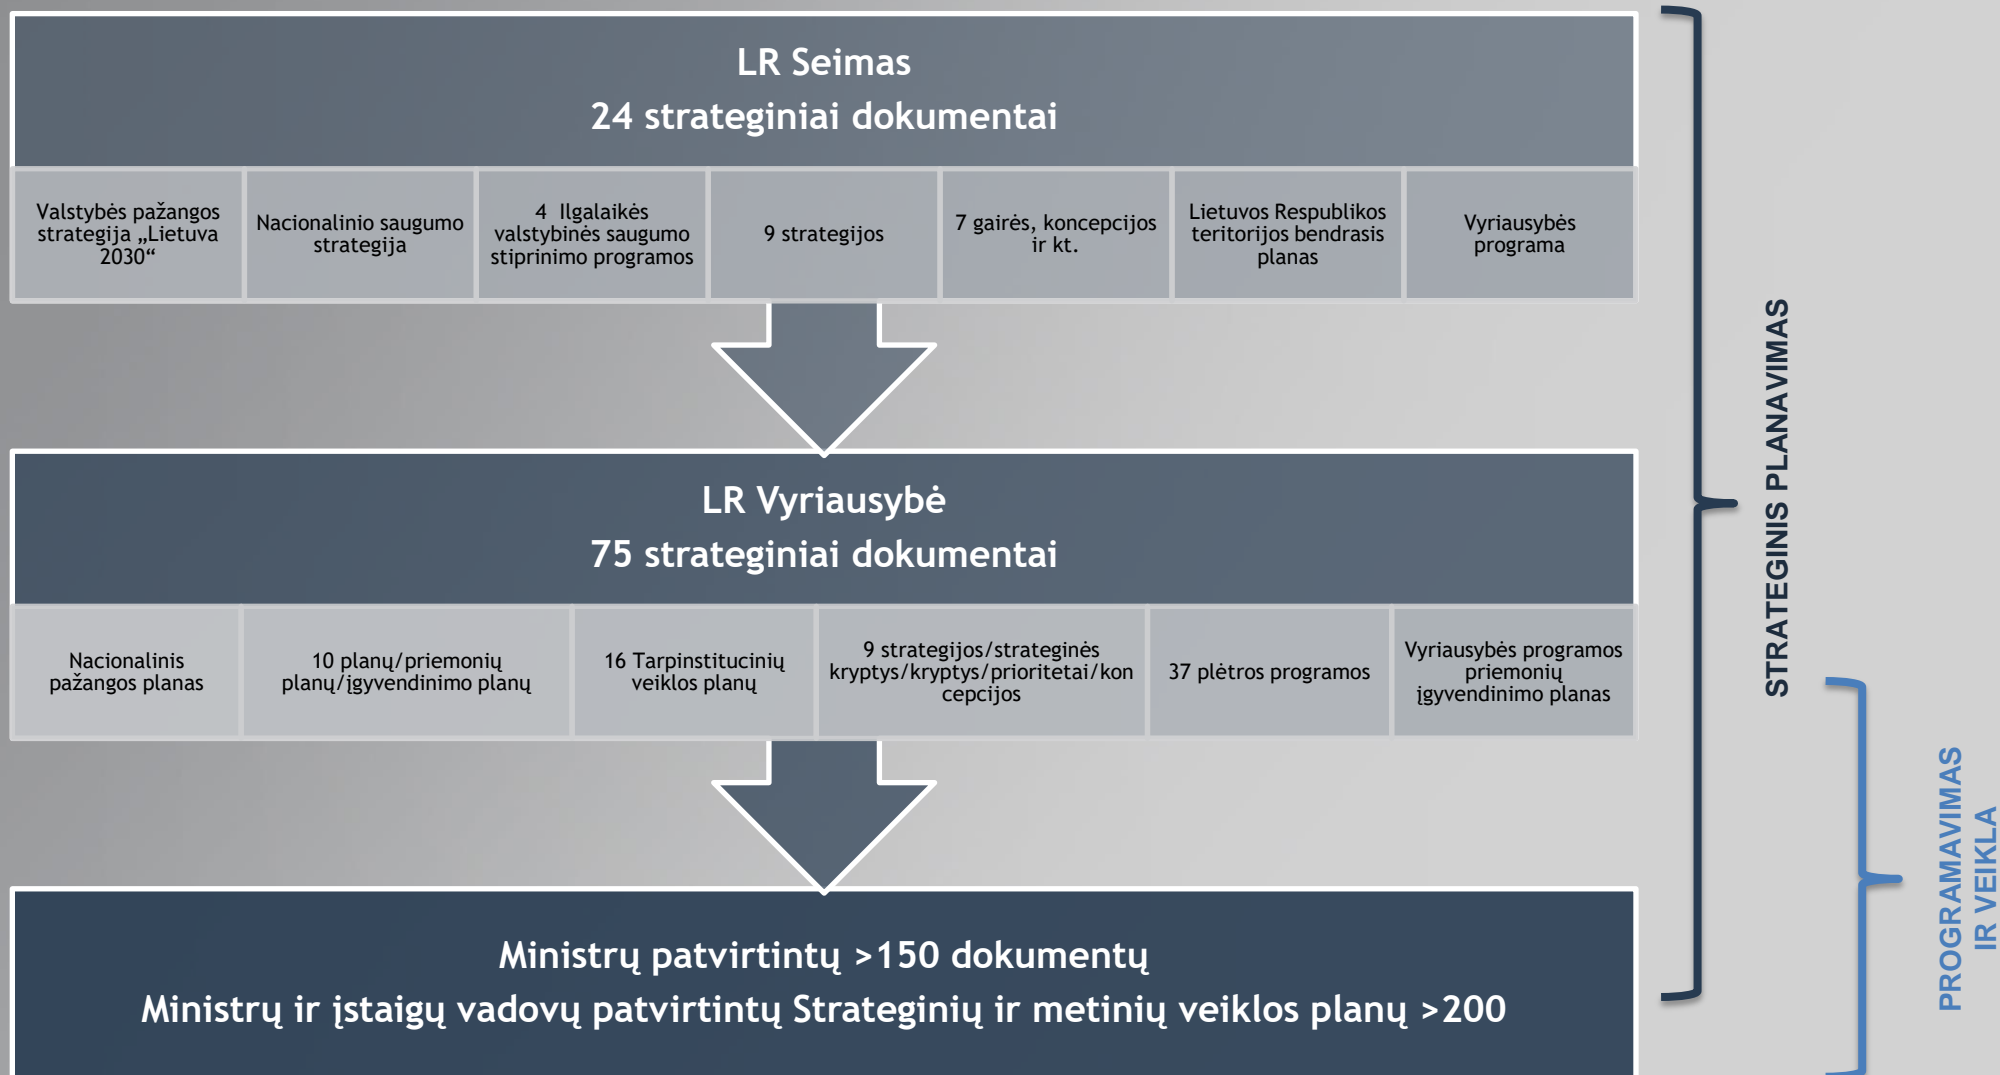 LR Seimas
24 strateginiai dokumentai
Valstybės pažangos
strategija „Lietuva
2030“
Nacionalinio saugumo
strategija
4 Ilgalaikės
valstybinės saugumo
stiprinimo programos
9 strategijos
7 gairės, koncepcijos
ir kt.
Lietuvos Respublikos
teritorijos bendrasis
planas
Vyriausybės
programa
LR Vyriausybė
75 strateginiai dokumentai
Nacionalinis
pažangos planas
10 planų/priemonių
planų/įgyvendinimo planų
16 Tarpinstitucinių
veiklos planų
9 strategijos/strateginės
kryptys/kryptys/prioritetai/kon
cepcijos
37 plėtros programos
Vyriausybės programos
priemonių
įgyvendinimo planas
Ministrų patvirtintų >150 dokumentų
Ministrų ir įstaigų vadovų patvirtintų Strateginių ir metinių veiklos planų >200
STRATEGINIS PLANAVIMAS
PROGRAMAVIMAS
IR VEIKLA